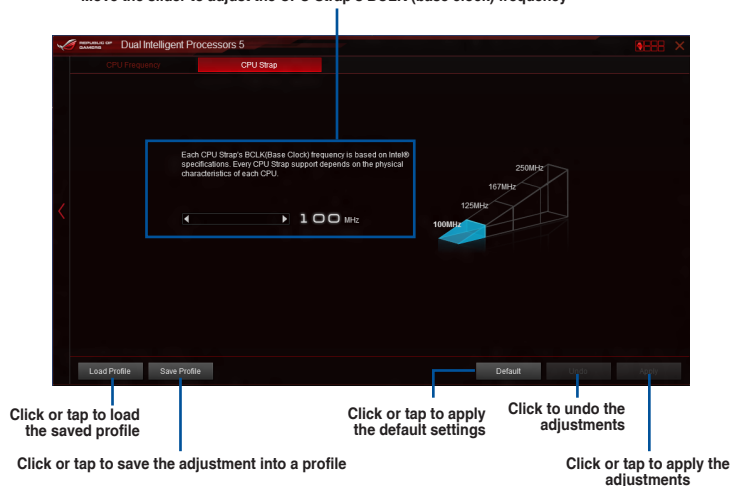 Move the slider to adjust the CPU Strap's BCLK (base clock) frequency
REPUBLIC OF GAMERS Dual Intelligent Processors 5
CPU Frequency CPU Strap
Each CPU Strap's BCLK(Base Clock) frequency is based on Intel®
specifications. Every CPU Strap support depends on the physical
characteristics of each CPU.
100 MHz
250MHz
167MHz
125MHz
100MHz
Load Profile Save Profile Default Undo Apply
Click or tap to load
the saved profile
Click or tap to apply
the default settings
Click to undo the
adjustments
Click or tap to save the adjustment into a profile
Click or tap to apply the
adjustments